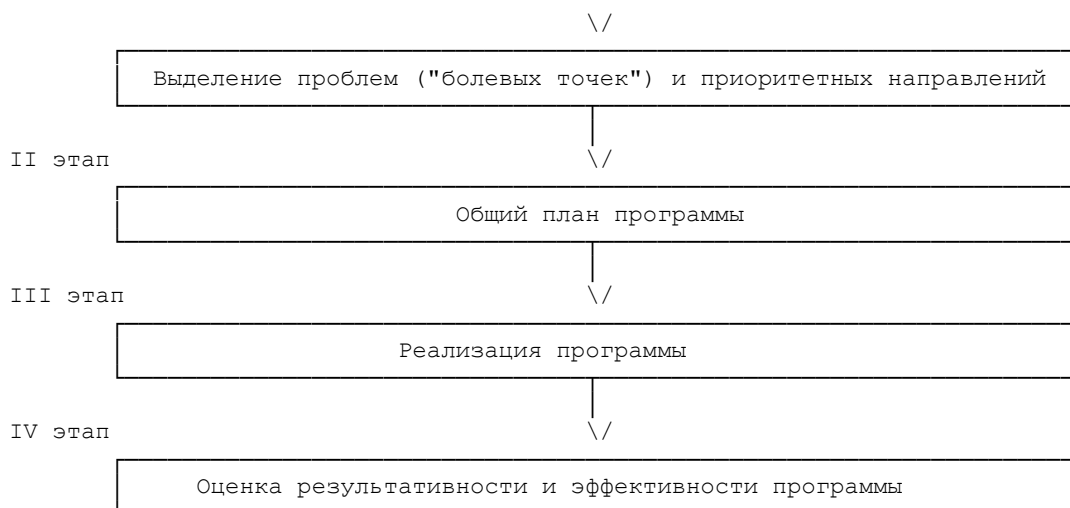 \/
Выделение проблем ("болевых точек") и приоритетных направлений
II этап
\/
Общий план программы
III этап
\/
Реализация программы
IV этап
\/
Оценка результативности и эффективности программы